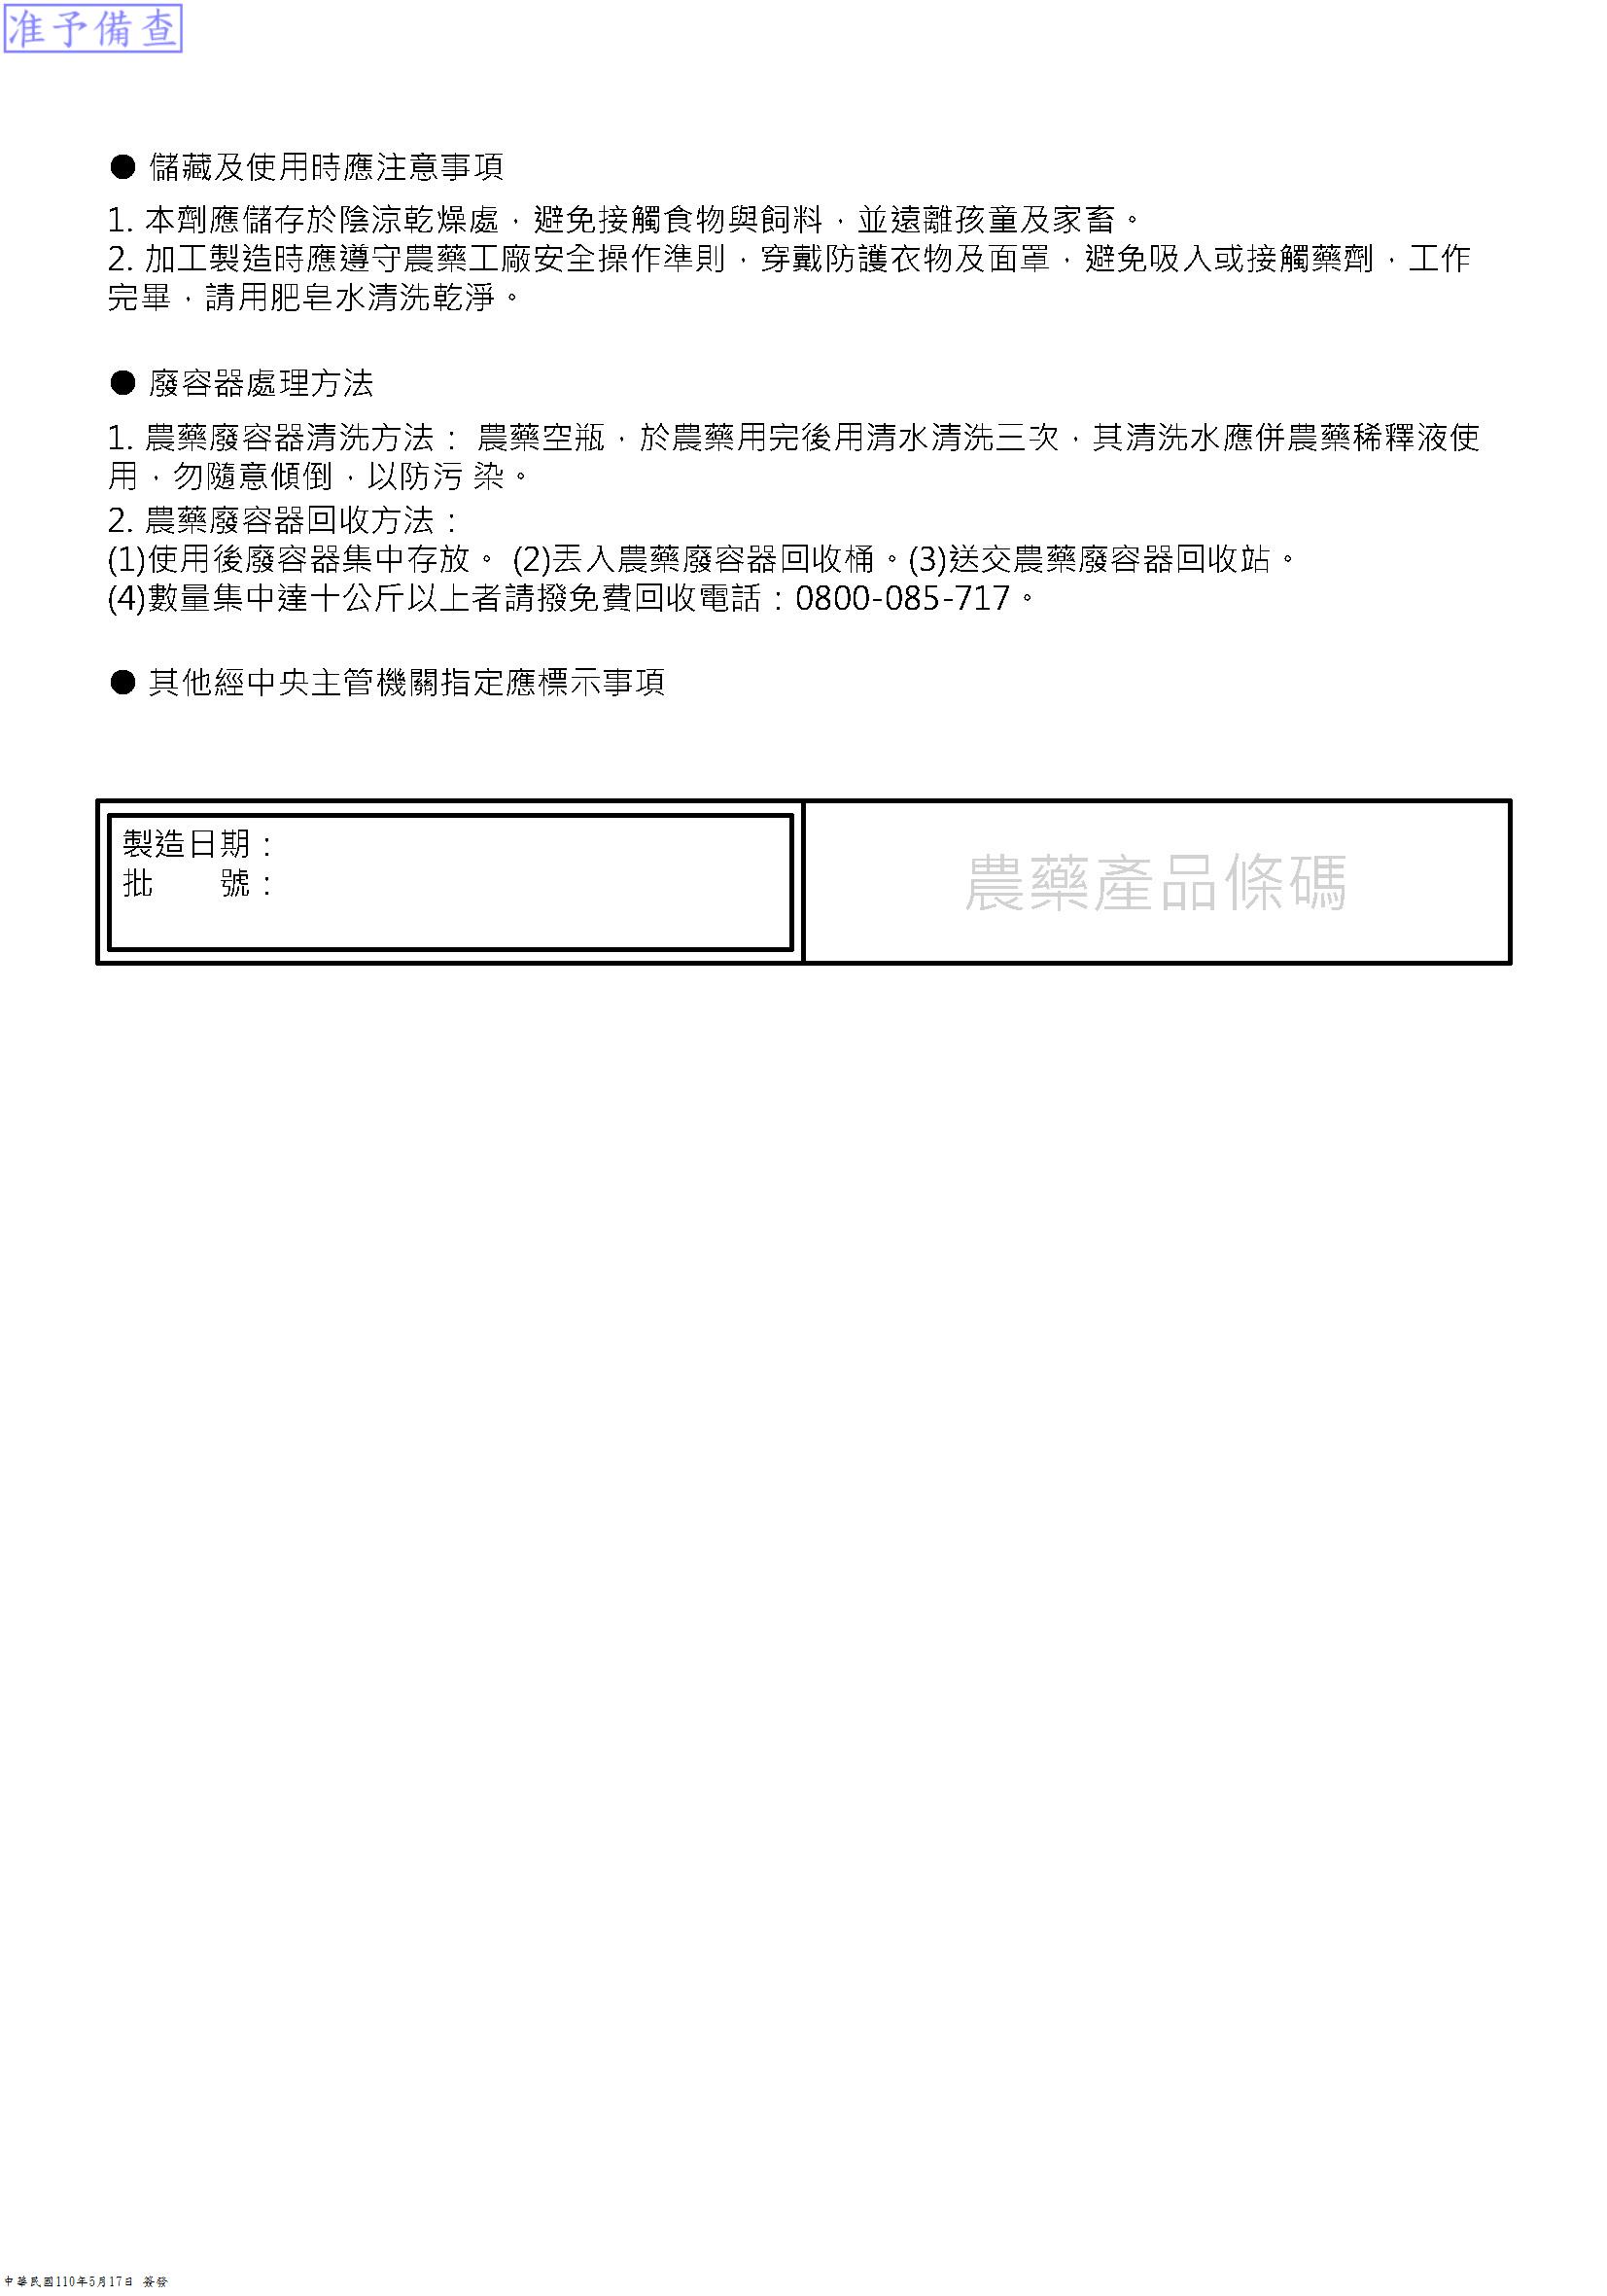 准予備查
● 儲藏及使用時應注意事項
1. 本劑應儲存於陰涼乾燥處，避免接觸食物與飼料，並遠離孩童及家畜。
2. 加工製造時應遵守農藥工廠安全操作準則，穿戴防護衣物及面罩，避免吸入或接觸藥劑，工作
完畢，請用肥皂水清洗乾淨。
● 廢容器處理方法
1. 農藥廢容器清洗方法： 農藥空瓶，於農藥用完後用清水清洗三次，其清洗水應併農藥稀釋液使
用，勿隨意傾倒，以防污 染。
2. 農藥廢容器回收方法：
(1)使用後廢容器集中存放。 (2)丟入農藥廢容器回收桶。(3)送交農藥廢容器回收站。
(4)數量集中達十公斤以上者請撥免費回收電話：0800-085-717。
● 其他經中央主管機關指定應標示事項
製造日期：
批　　號：
農藥產品條碼
中華民國110年5月17日 簽發